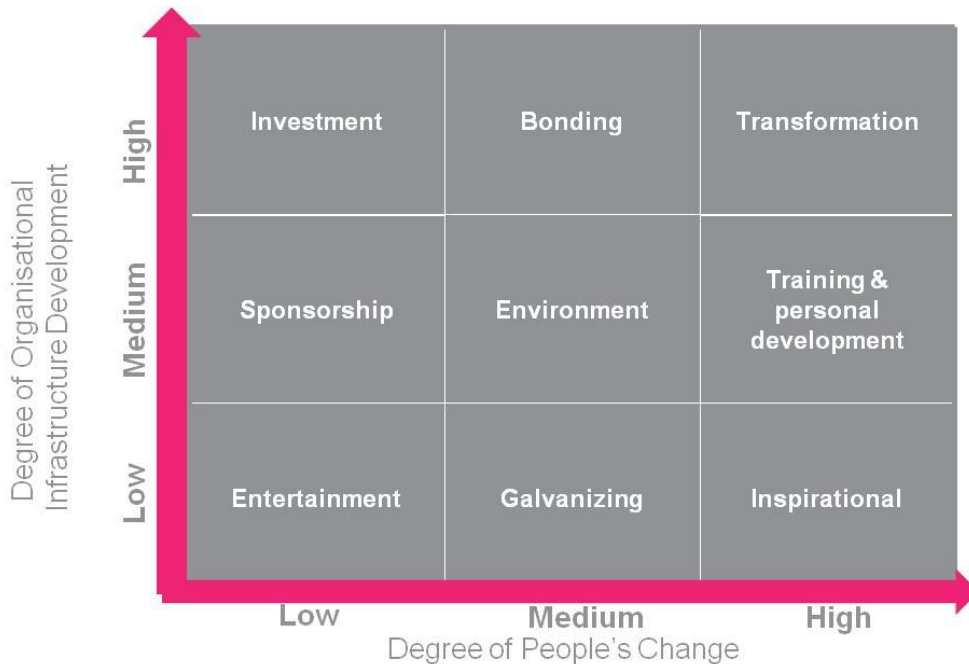 Degree of Organisational
Infrastructure Development
High
Investment
Bonding
Transformation
Medium
Sponsorship
Environment
Training &
personal
development
Low
Entertainment
Galvanizing
Inspirational
Low
Medium
High
Degree of People's Change